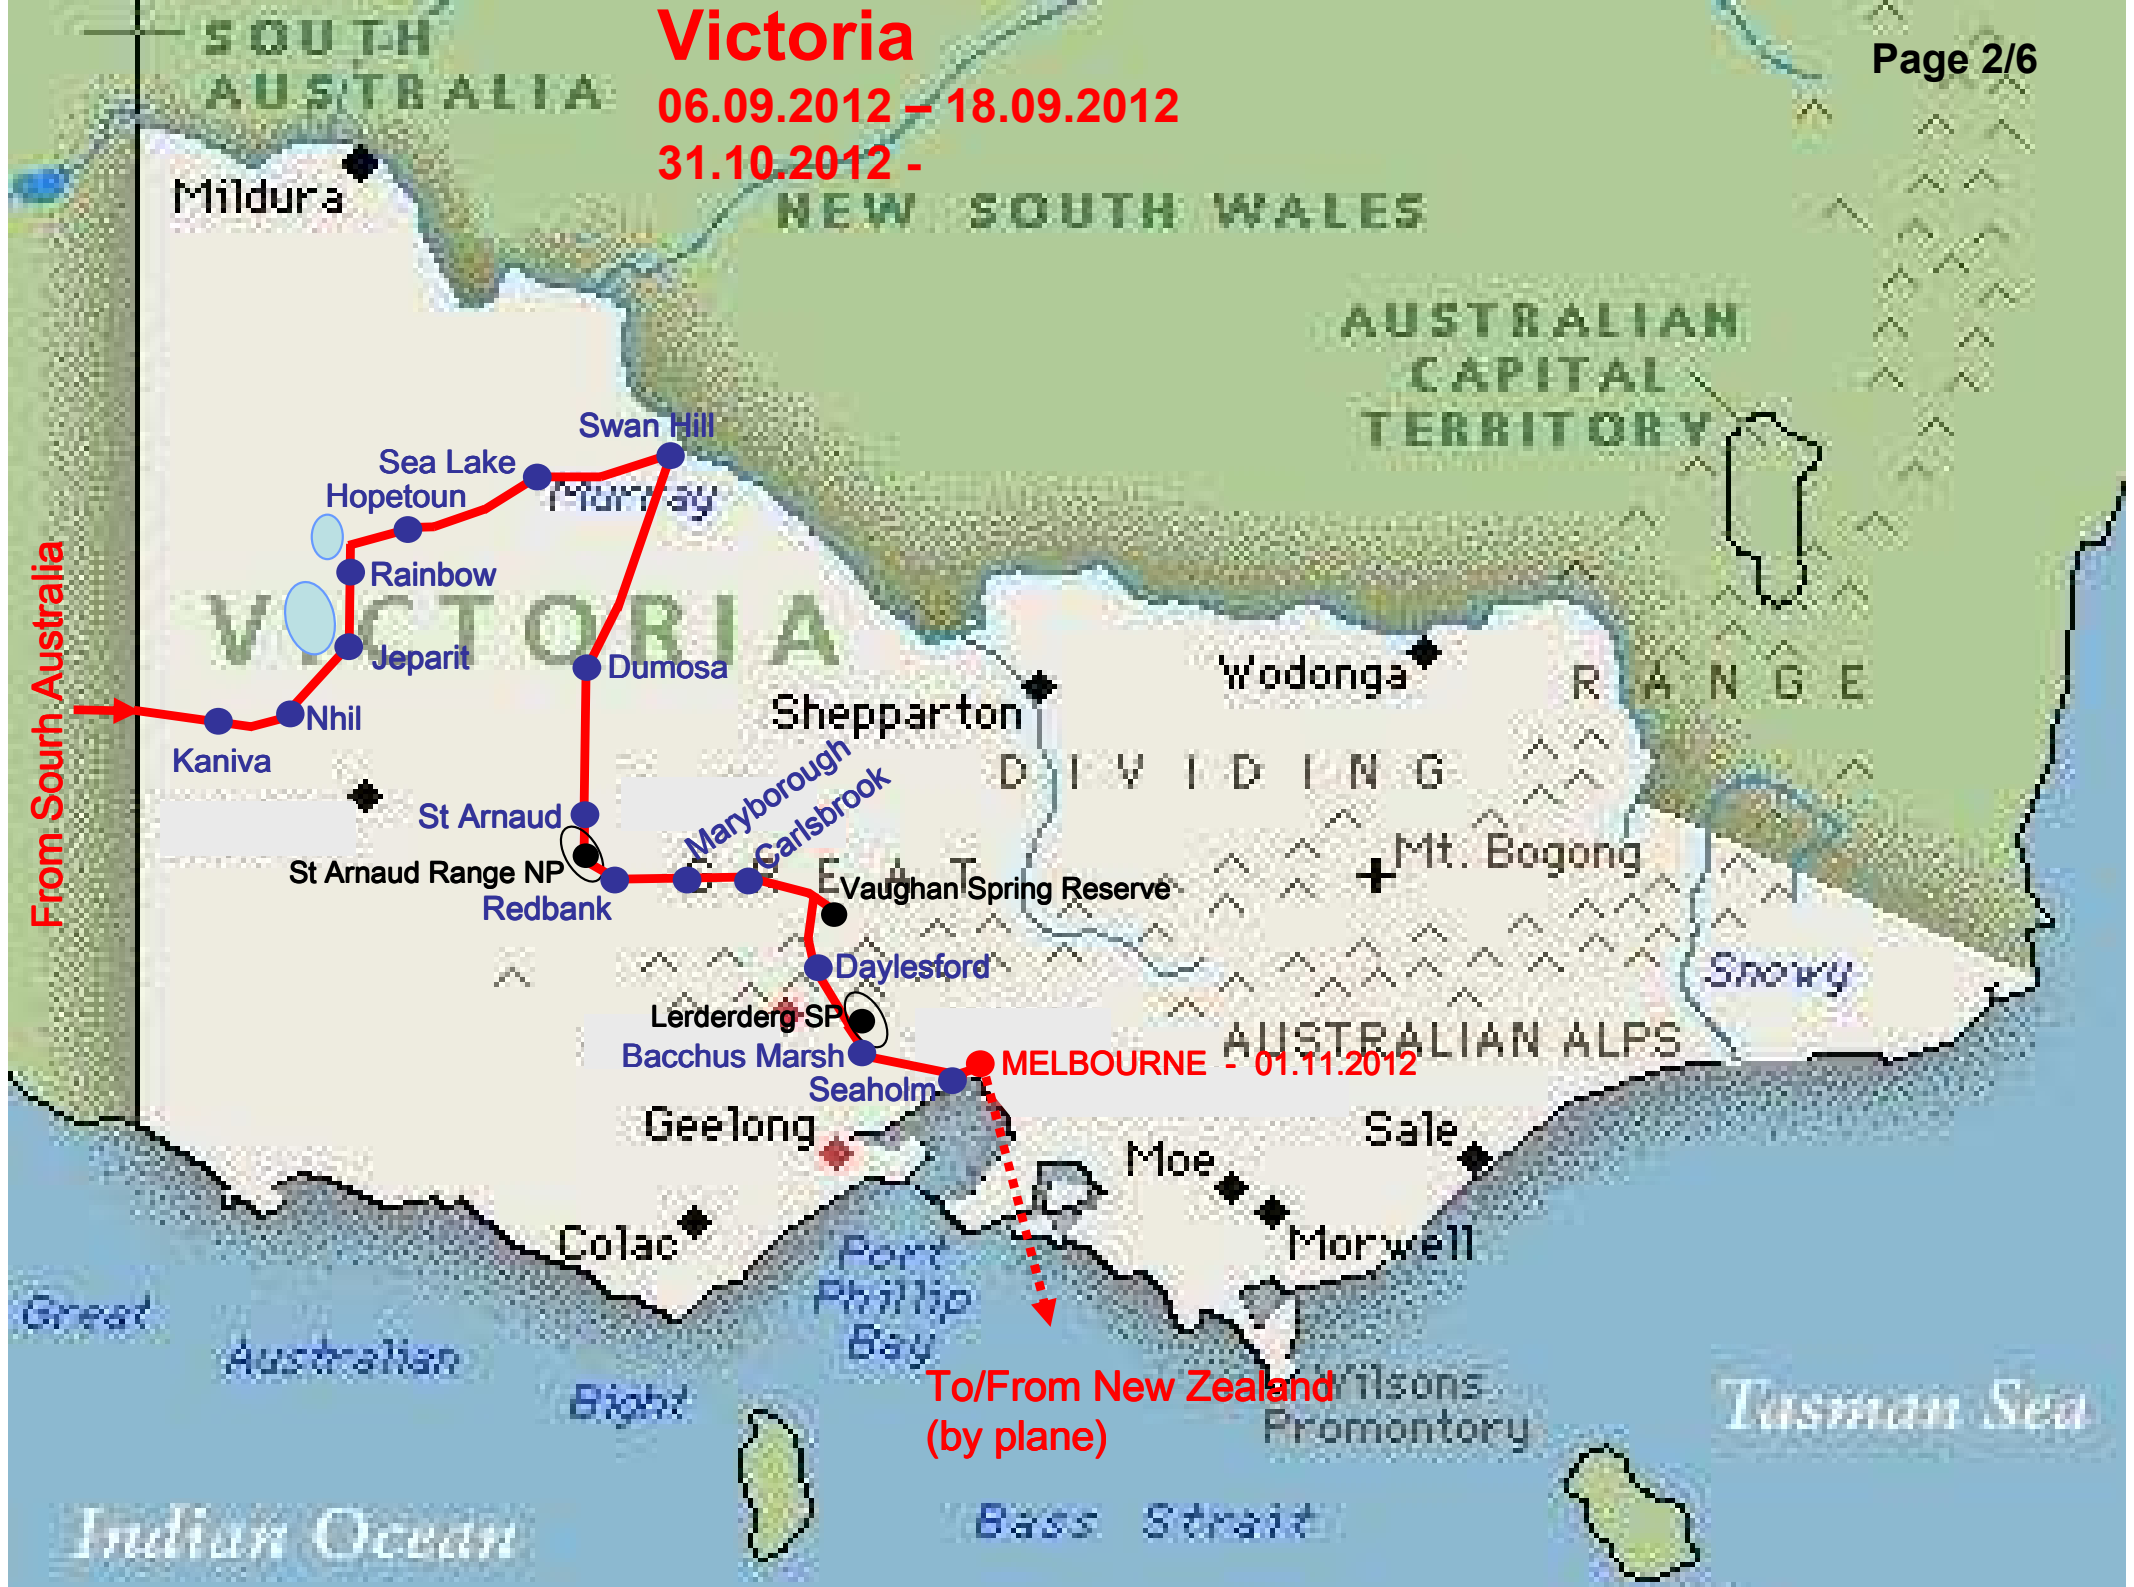 SOUTH
AUSTRALIA
Victoria
06.09.2012 – 18.09.2012
31.10.2012 -
Page 2/6
Mildura
NEW SOUTH WALES
AUSTRALIAN
CAPITAL
TERRITORY
Swan Hill
Sea Lake
Murray
Hopetoun
Rainbow
VICTORIA
Jeparit
Dumosa
From Sourh Australia
Nhil
Kaniva
Shepparton
Wodonga
RANGE
DIVIDING
Maryborough
Carlsbrook
St Arnaud
St Arnaud Range NP
Redbank
G EAT
Vaughan Spring Reserve
Mt. Bogong
Daylesford
Snowy
Lerderderg SP
Bacchus Marsh
AUSTRALIAN ALPS
MELBOURNE - 01.11.2012
Seaholm
Geelong
Moe
Sale
Colac
Morwell
Port
Phillip
Bay
Great
Australian
Bight
To/From New Zealand
(by plane)
Wilsons
Promontory
Tasman Sea
Indian Ocean
Bass Strait